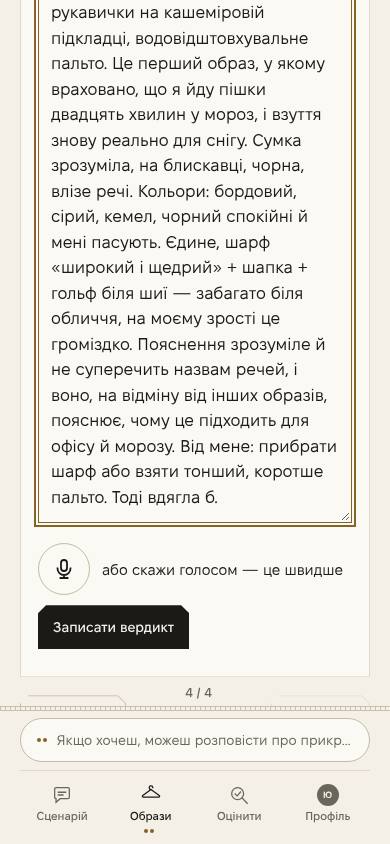 рукавички на кашеміровій
підкладці, водовідштовхувальне
пальто. Це перший образ, у якому
враховано, що я йду пішки
двадцять хвилин у мороз, і взуття
знову реально для снігу. Сумка
зрозуміла, на блискавці, чорна,
влізе речі. Кольори: бордовий,
сірий, кемел, чорний спокійні й
мені пасують. Єдине, шарф
«широкий і щедрий» + шапка +
гольф біля шиї — забагато біля
обличчя, на моєму зрості це
громіздко. Пояснення зрозуміле й
не суперечить назвам речей, і
воно, на відміну від інших образів,
пояснює, чому це підходить для
офісу й морозу. Від мене: прибрати
шарф або взяти тонший, коротше
пальто. Тоді вдягла б.
або скажи голосом — це швидше
Записати вердикт
4 / 4
Якщо хочеш, можеш розповісти про прикр...
Сценарій
Образи
Оцінити
Ю
Профіль